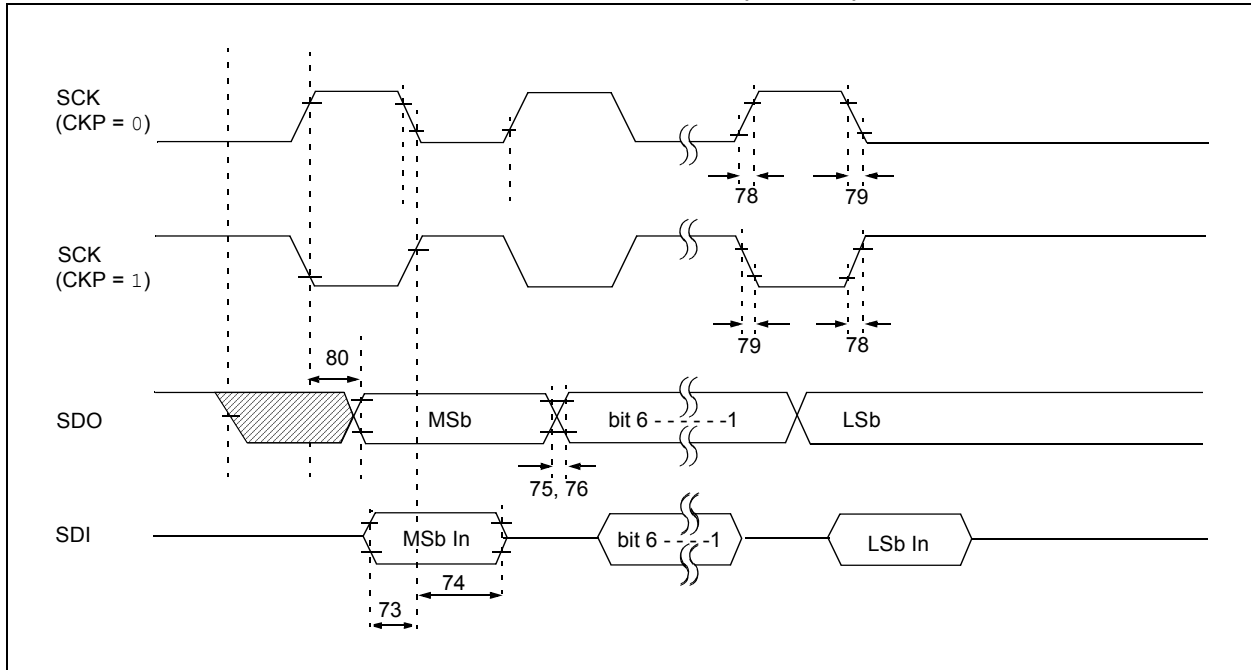 SCK
(CKP = 0)
78
79
SCK
(CKP = 1)
79
78
80
SDO
MSb
bit 6 - - - - - -1
LSb
75, 76
SDI
MSb In
bit 6 - - - - -1
LSb In
74
73